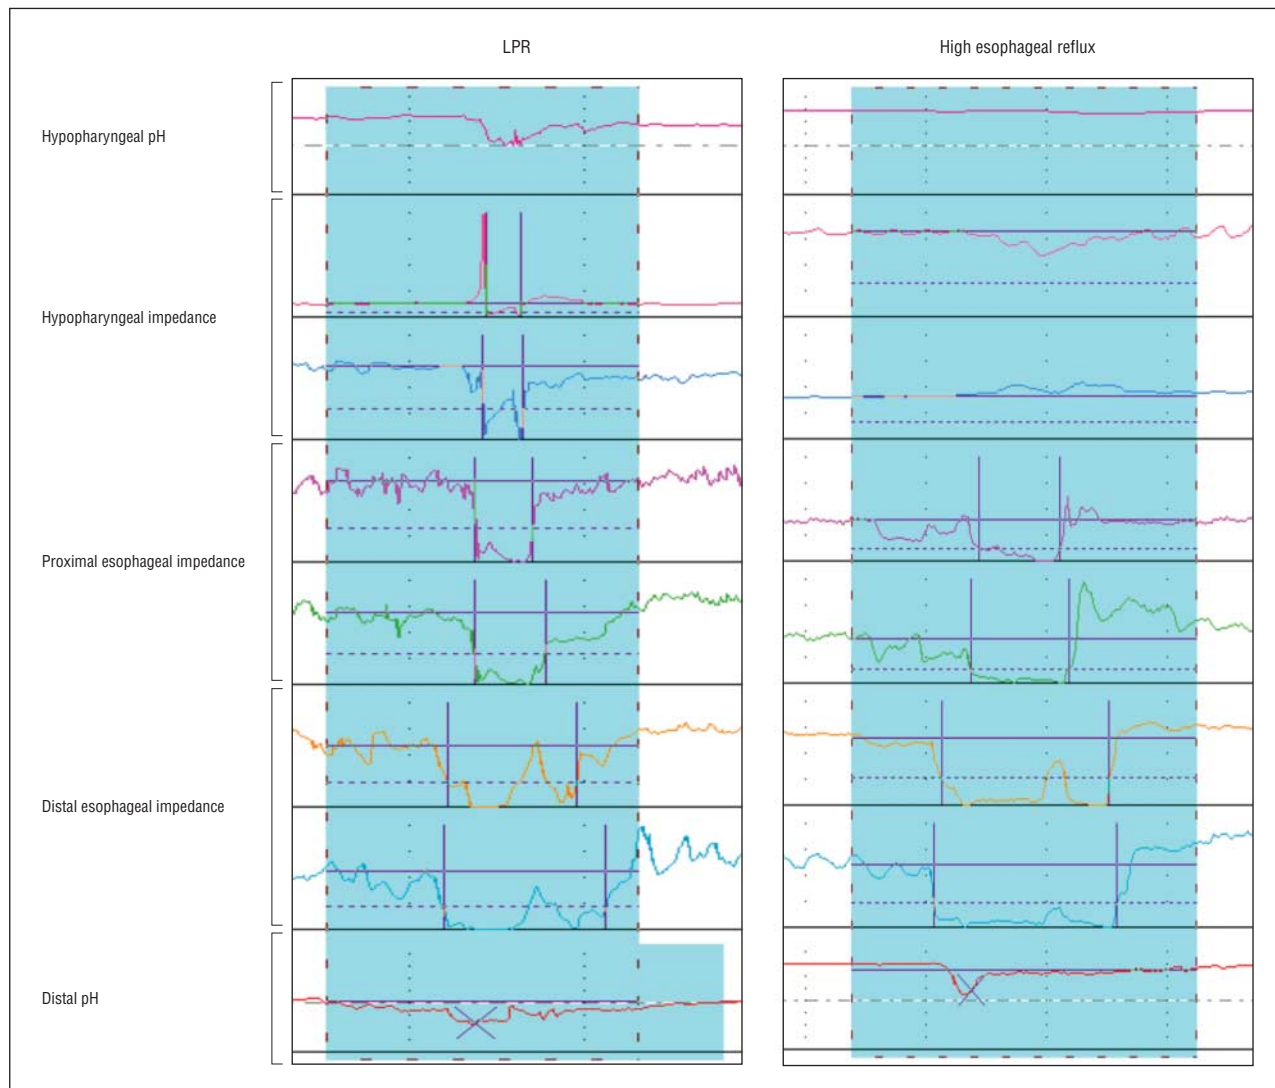 LPR
High esophageal reflux
Hypopharyngeal pH
Hypopharyngeal impedance
Proximal esophageal impedance
Distal esophageal impedance
Distal pH